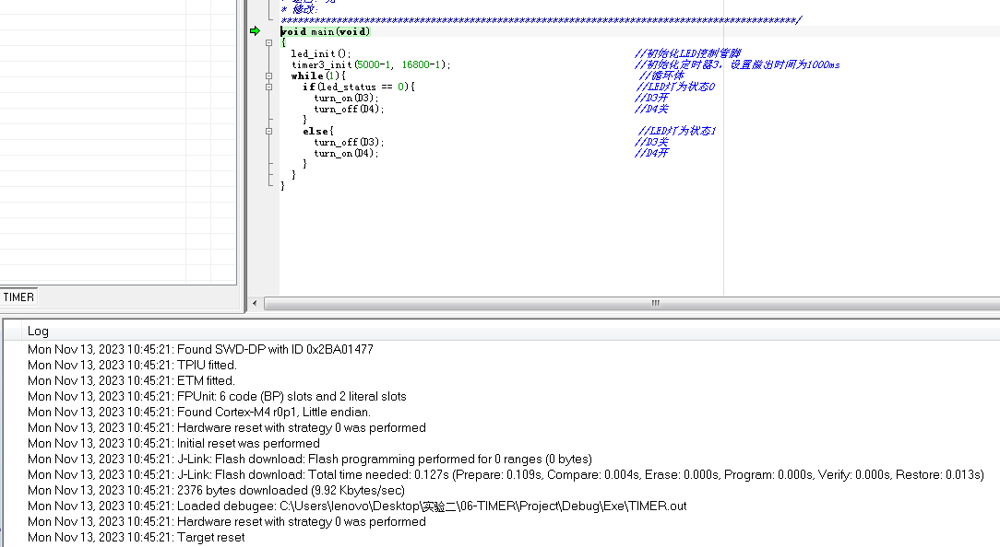 * 修改:
*********************************************************************************************/
void main(void)
{
led_init(); //初始化LED控制管脚
timer3_init(5000-1, 16800-1); //初始化定时器3，设置溢出时间为1000ms
while(1){ //循环体
if(led_status == 0){ //LED灯为状态0
turn_on(D3); //D3开
turn_off(D4); //D4关
}
else{ //LED灯为状态1
turn_off(D3); //D3关
turn_on(D4); //D4开
}
}
}
TIMER
Log
Mon Nov 13, 2023 10:45:21: Found SWD-DP with ID 0x2BA01477
Mon Nov 13, 2023 10:45:21: TPIU fitted.
Mon Nov 13, 2023 10:45:21: ETM fitted.
Mon Nov 13, 2023 10:45:21: FPUnit: 6 code (BP) slots and 2 literal slots
Mon Nov 13, 2023 10:45:21: Found Cortex-M4 r0p1, Little endian.
Mon Nov 13, 2023 10:45:21: Hardware reset with strategy 0 was performed
Mon Nov 13, 2023 10:45:21: Initial reset was performed
Mon Nov 13, 2023 10:45:21: J-Link: Flash download: Flash programming performed for 0 ranges (0 bytes)
Mon Nov 13, 2023 10:45:21: J-Link: Flash download: Total time needed: 0.127s (Prepare: 0.109s, Compare: 0.004s, Erase: 0.000s, Program: 0.000s, Verify: 0.000s, Restore: 0.013s)
Mon Nov 13, 2023 10:45:21: 2376 bytes downloaded (9.92 Kbytes/sec)
Mon Nov 13, 2023 10:45:21: Loaded debugee: C:\Users\lenovo\Desktop\实验二\06-TIMER\Project\Debug\Exe\TIMER.out
Mon Nov 13, 2023 10:45:21: Hardware reset with strategy 0 was performed
Mon Nov 13, 2023 10:45:21: Target reset